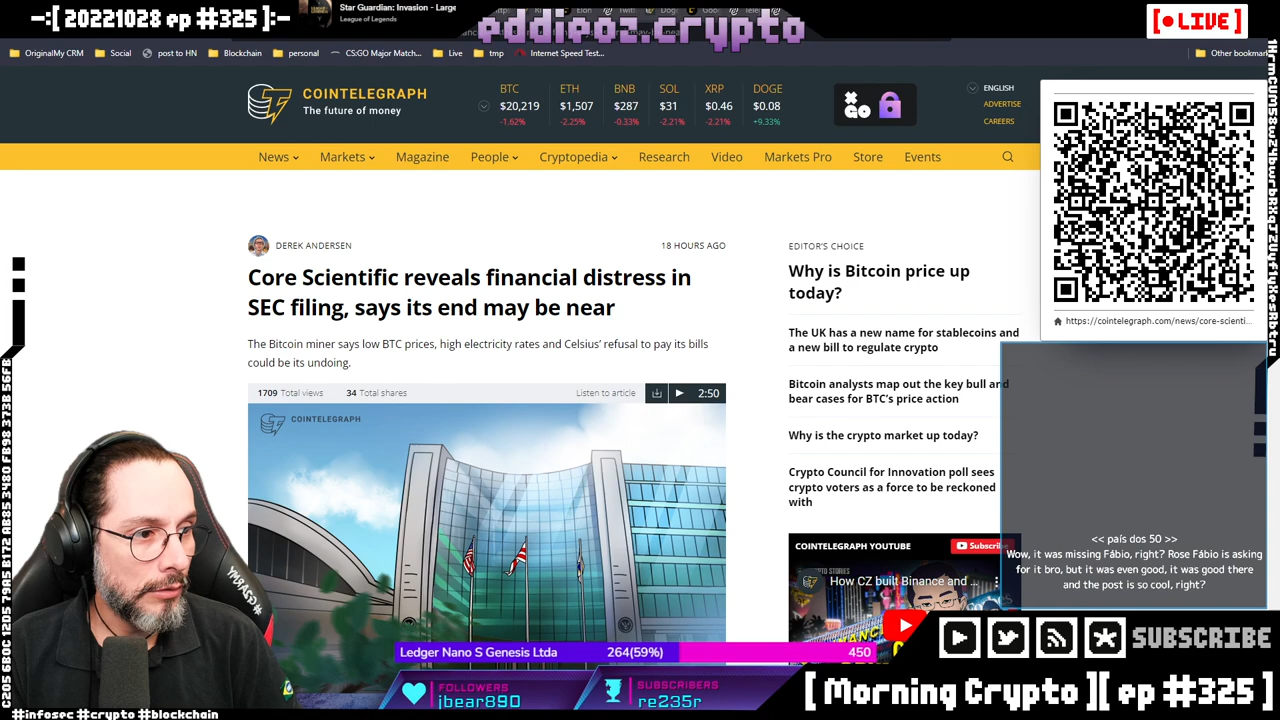 -:[ 20221028 ep #325 ]:-
Star Guardian: Invasion - Large
League of Legends
eddieoz.crypto
[ LIVE ]
OriginalMy CRM
Social
post to HN
Blockchain
personal
CS:GO Major Match...
Live
tmp
Internet Speed Test...
Other bookmar
COINTELEGRAPH
The future of money
BTC
$20,219
-1.62%
ETH
$1,507
-2.25%
BNB
$287
-0.33%
SOL
$31
-2.21%
XRP
$0.46
-2.21%
DOGE
$0.08
+9.33%
ENGLISH
ADVERTISE
CAREERS
News
Markets
Magazine
People
Cryptopedia
Research
Video
Markets Pro
Store
Events
DEREK ANDERSEN
18 HOURS AGO
Core Scientific reveals financial distress in
SEC filing, says its end may be near
The Bitcoin miner says low BTC prices, high electricity rates and Celsius' refusal to pay its bills
could be its undoing.
1709 Total views
34 Total shares
Listen to article
2:50
COINTELEGRAPH
EDITOR'S CHOICE
Why is Bitcoin price up
today?
The UK has a new name for stablecoins and
a new bill to regulate crypto
Bitcoin analysts map out the key bull and
bear cases for BTC's price action
Why is the crypto market up today?
Crypto Council for Innovation poll sees
crypto voters as a force to be reckoned
with
COINTELEGRAPH YOUTUBE
Subscribe
How CZ built Binance and ...
https://cointelegraph.com/news/core-scienti...
<< país dos 50 >>
Wow, it was missing Fábio, right? Rose Fábio is asking
for it bro, but it was even good, it was good there
and the post is so cool, right?
Ledger Nano S Genesis Ltda
264(59%)
450
FOLLOWERS
jbear890
SUBSCRIBERS
re235r
SUBSCRIBE
[ Morning Crypto ][ ep #325 ]
#infosec #crypto #blockchain